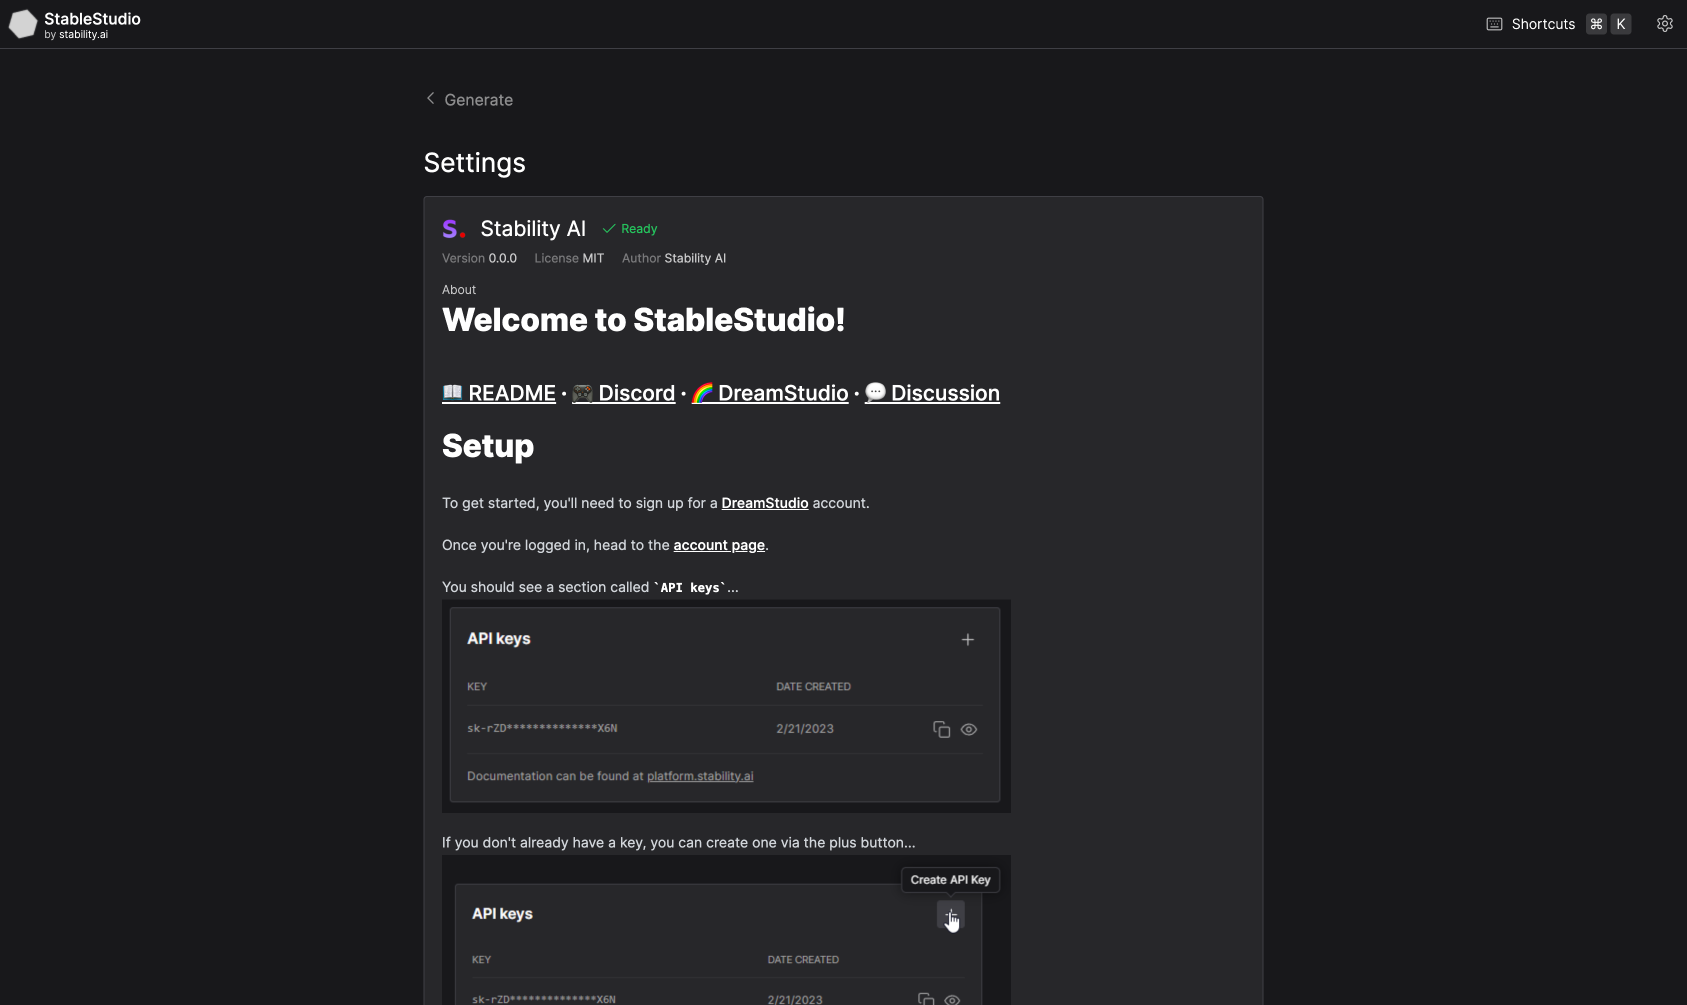 StableStudio
by stability.ai
Shortcuts ⌘ K
Generate
Settings
S. Stability AI Ready
Version 0.0.0 License MIT Author Stability AI
About
Welcome to StableStudio!
📖 README · 🎮 Discord · 🌈 DreamStudio · 💬 Discussion
Setup
To get started, you'll need to sign up for a DreamStudio account.
Once you're logged in, head to the account page.
You should see a section called `API keys`...
API keys
KEY DATE CREATED
sk-rZD**************X6N 2/21/2023
Documentation can be found at platform.stability.ai
If you don't already have a key, you can create one via the plus button...
Create API Key
API keys
KEY DATE CREATED
sk-rZD**************X6N 2/21/2023